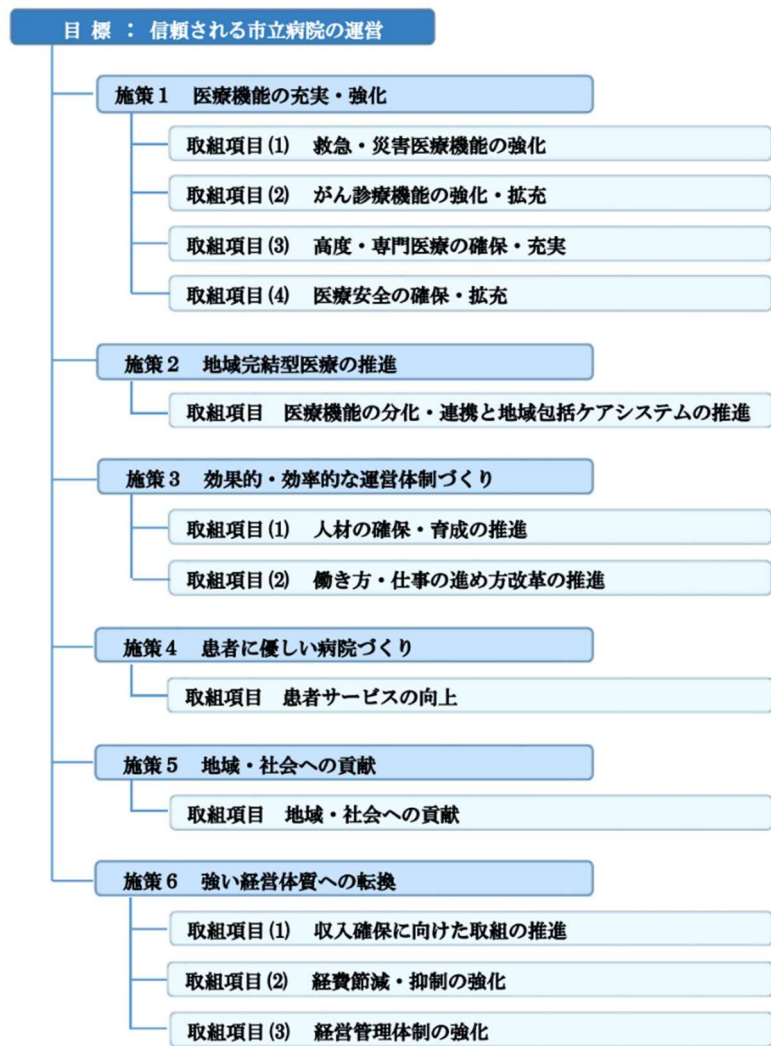 目 標 ： 信頼される市立病院の運営
施策１　医療機能の充実・強化
取組項目(1)　救急・災害医療機能の強化
取組項目(2)　がん診療機能の強化・拡充
取組項目(3)　高度・専門医療の確保・充実
取組項目(4)　医療安全の確保・拡充
施策２　地域完結型医療の推進
取組項目　医療機能の分化・連携と地域包括ケアシステムの推進
施策３　効果的・効率的な運営体制づくり
取組項目(1)　人材の確保・育成の推進
取組項目(2)　働き方・仕事の進め方改革の推進
施策４　患者に優しい病院づくり
取組項目　患者サービスの向上
施策５　地域・社会への貢献
取組項目　地域・社会への貢献
施策６　強い経営体質への転換
取組項目(1)　収入確保に向けた取組の推進
取組項目(2)　経費節減・抑制の強化
取組項目(3)　経営管理体制の強化